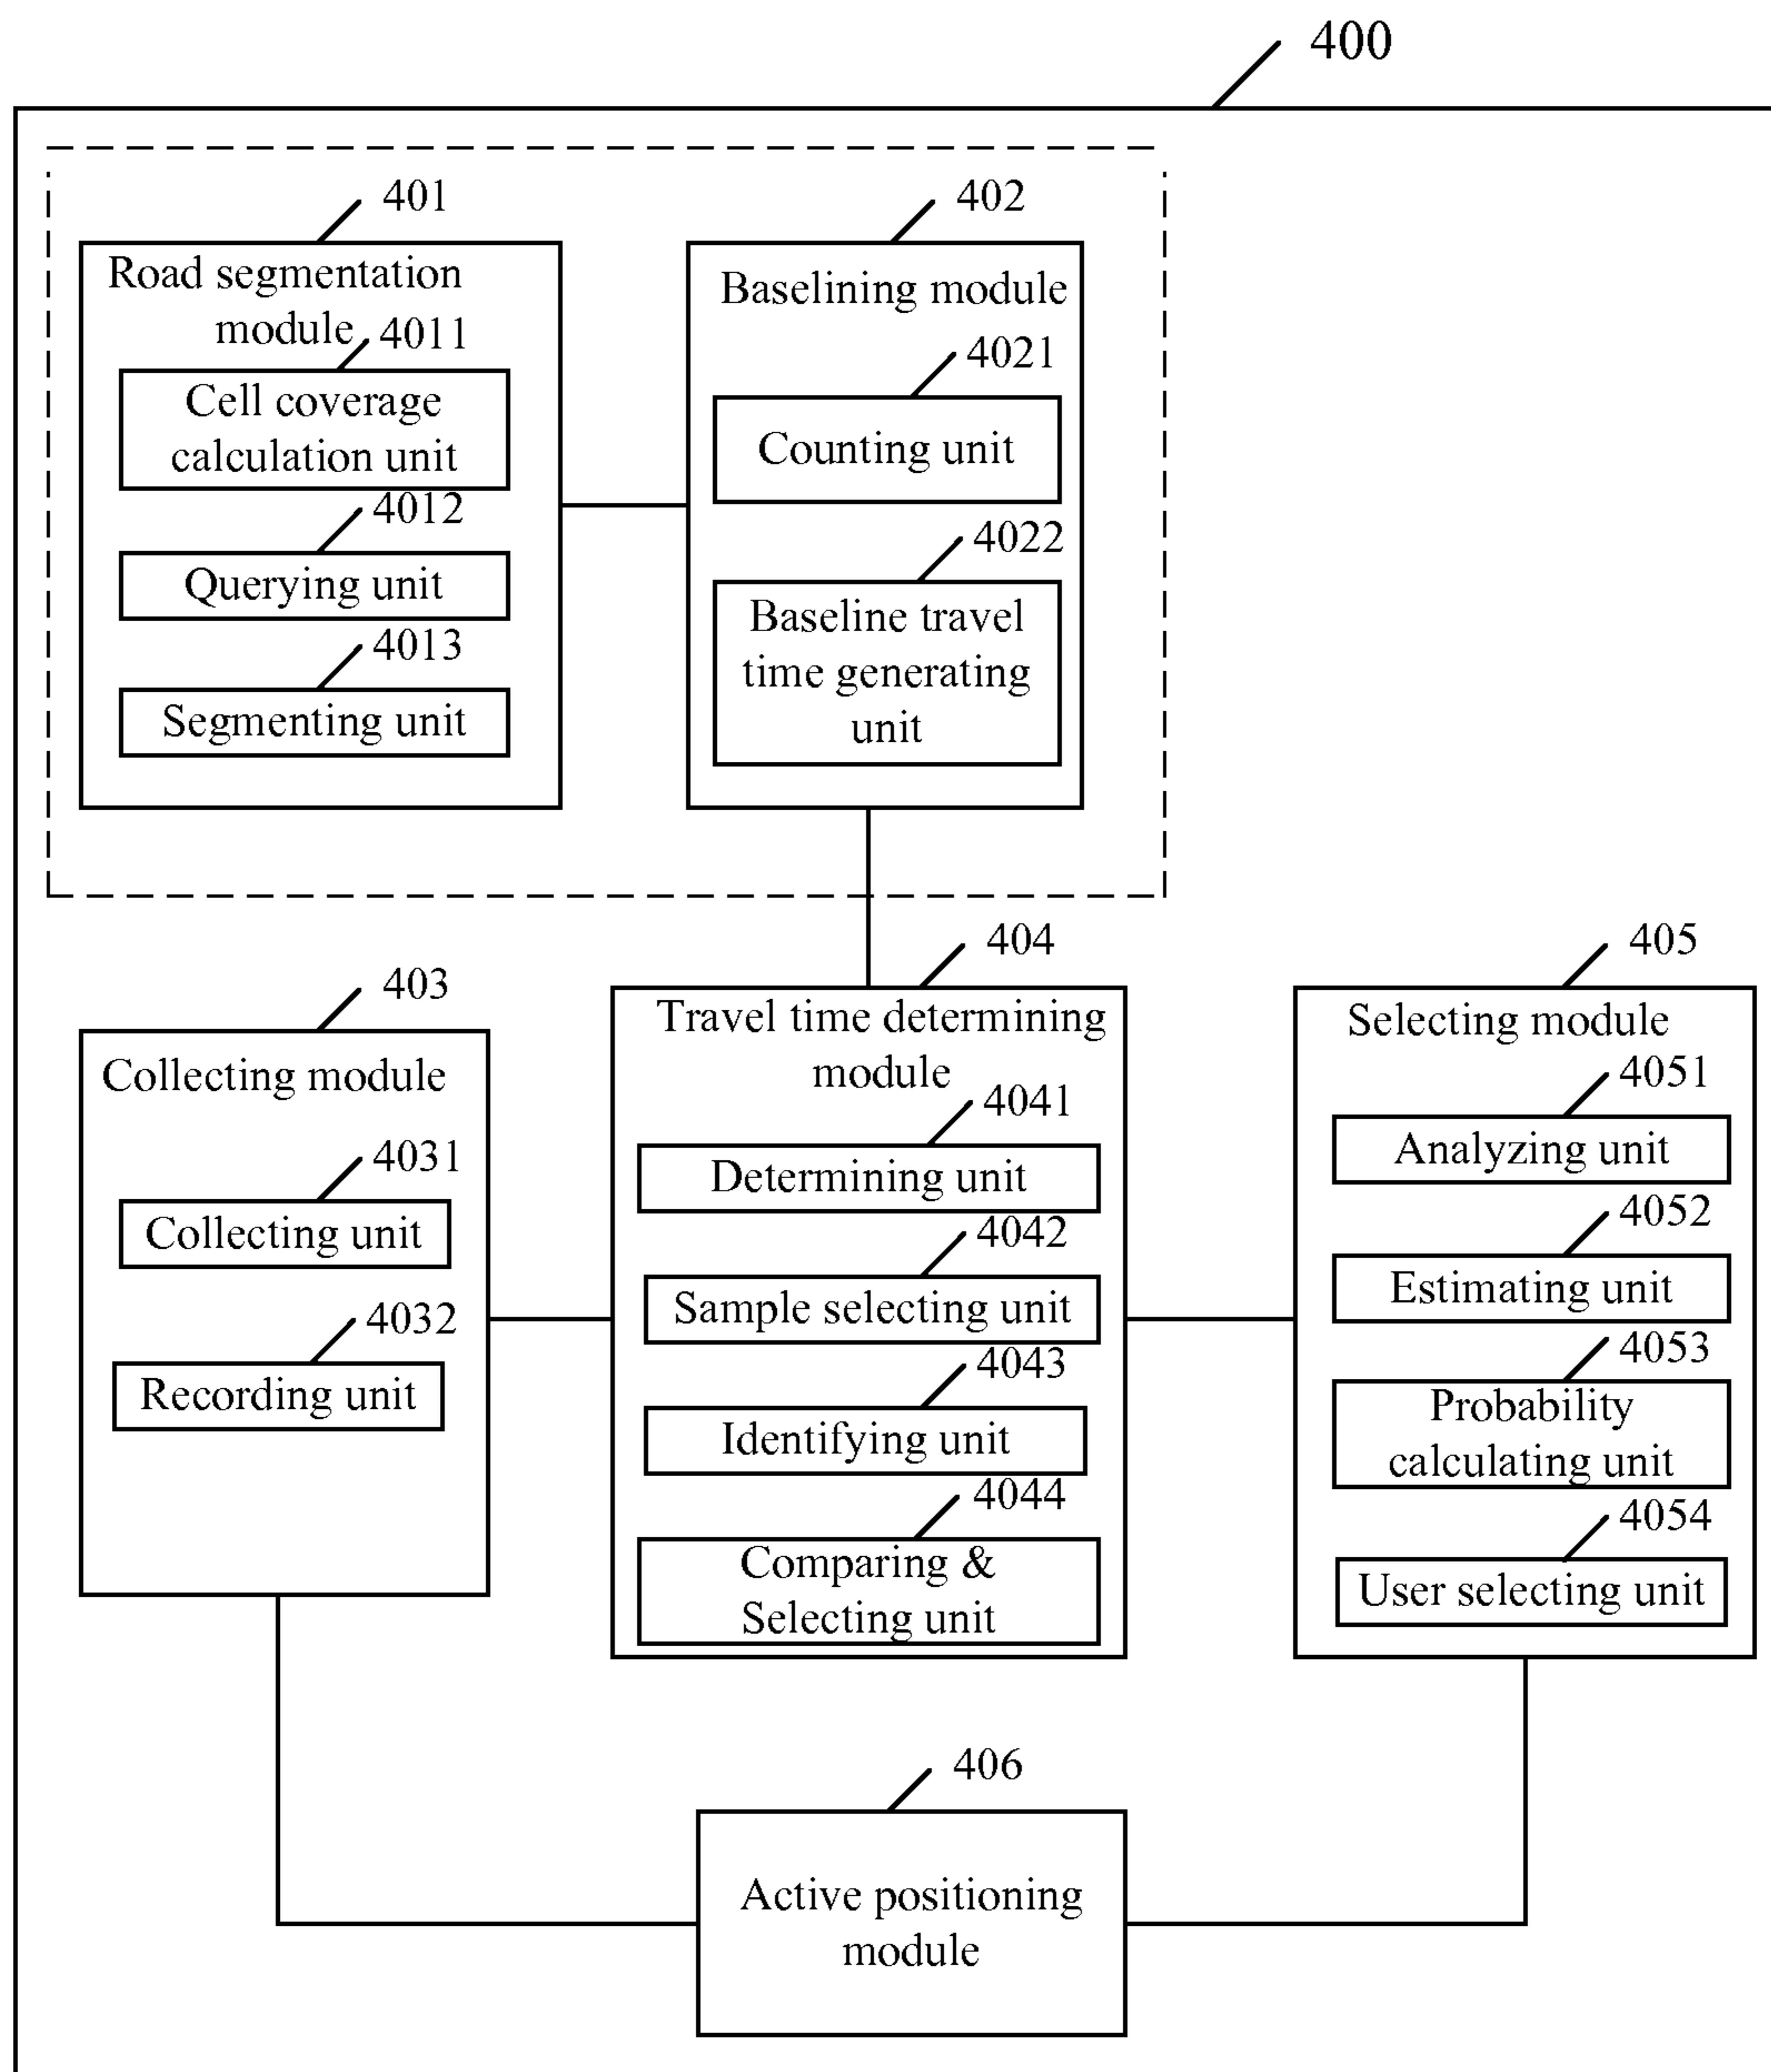 400
401
Road segmentation
module
4011
Cell coverage
calculation unit
4012
Querying unit
4013
Segmenting unit
402
Baselining module
4021
Counting unit
4022
Baseline travel
time generating
unit
403
Collecting module
4031
Collecting unit
4032
Recording unit
404
Travel time determining
module
4041
Determining unit
4042
Sample selecting unit
4043
Identifying unit
4044
Comparing &
Selecting unit
405
Selecting module
4051
Analyzing unit
4052
Estimating unit
4053
Probability
calculating unit
4054
User selecting unit
406
Active positioning
module